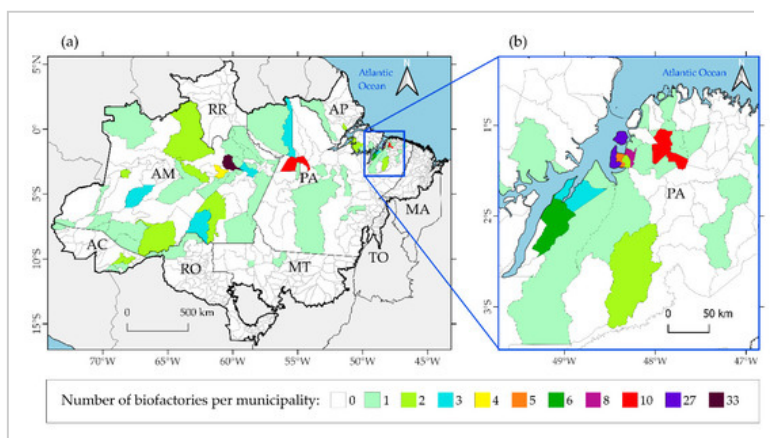 (a)
(b)
Atlantic
Ocean
N
Atlantic Ocean
N
5°N
0°
5°S
10°S
15°S
RR
AP
AM
PA
MA
AC
RO
MT
TO
0 500 km
70°W 65°W 60°W 55°W 50°W 45°W
1°S
2°S
3°S
PA
0 50 km
49°W 48°W 47°W
Number of biofactories per municipality: 0 1 2 3 4 5 6 8 10 27 33